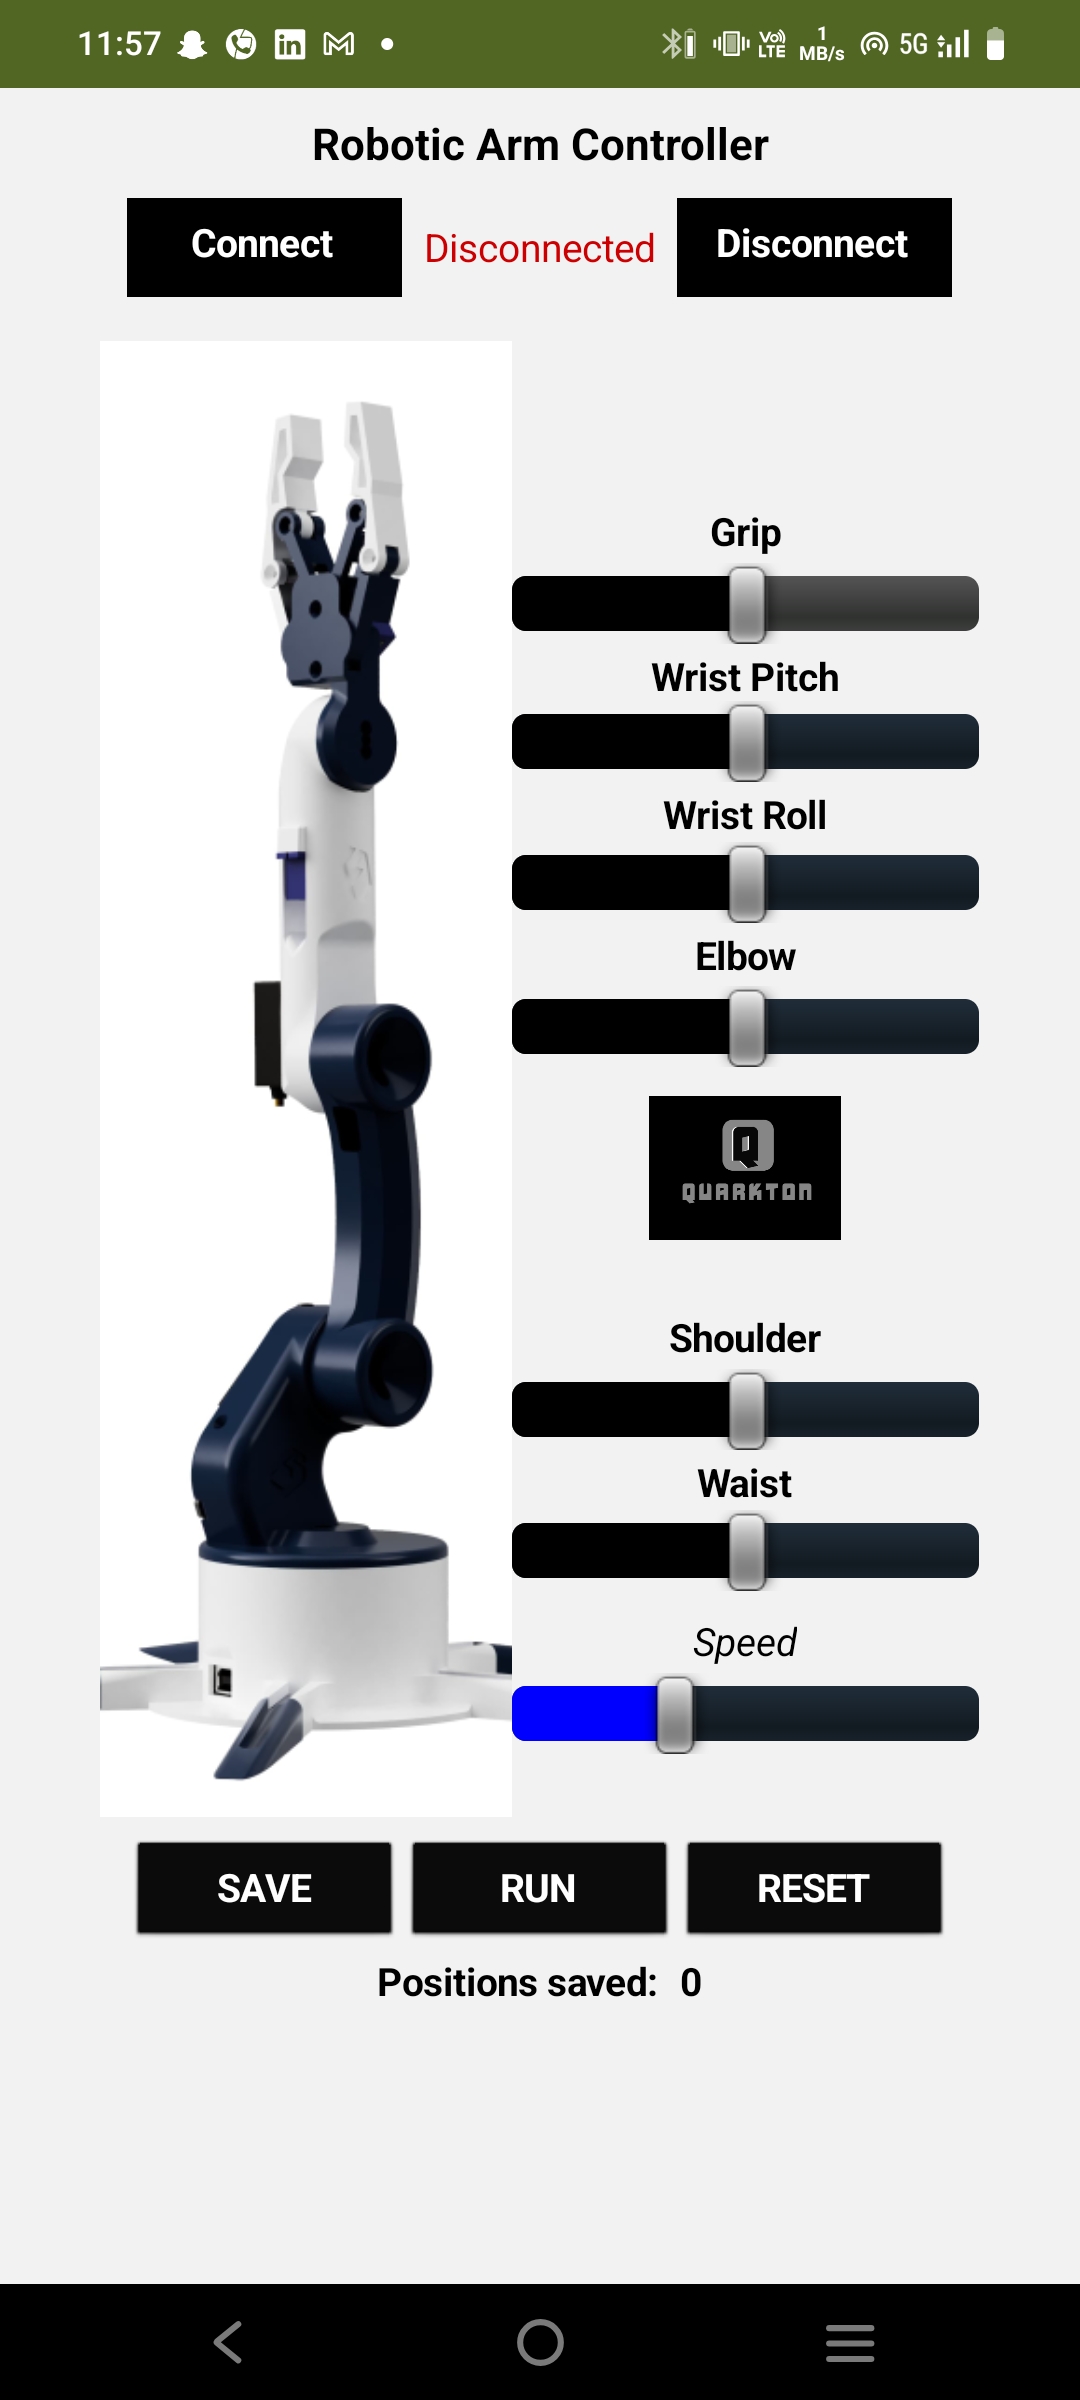 11:57
Vo) LTE
1 MB/s
5G
Robotic Arm Controller
Connect
Disconnected
Disconnect
Grip
Wrist Pitch
Wrist Roll
Elbow
Q
QUARKTON
Shoulder
Waist
Speed
SAVE
RUN
RESET
Positions saved: 0